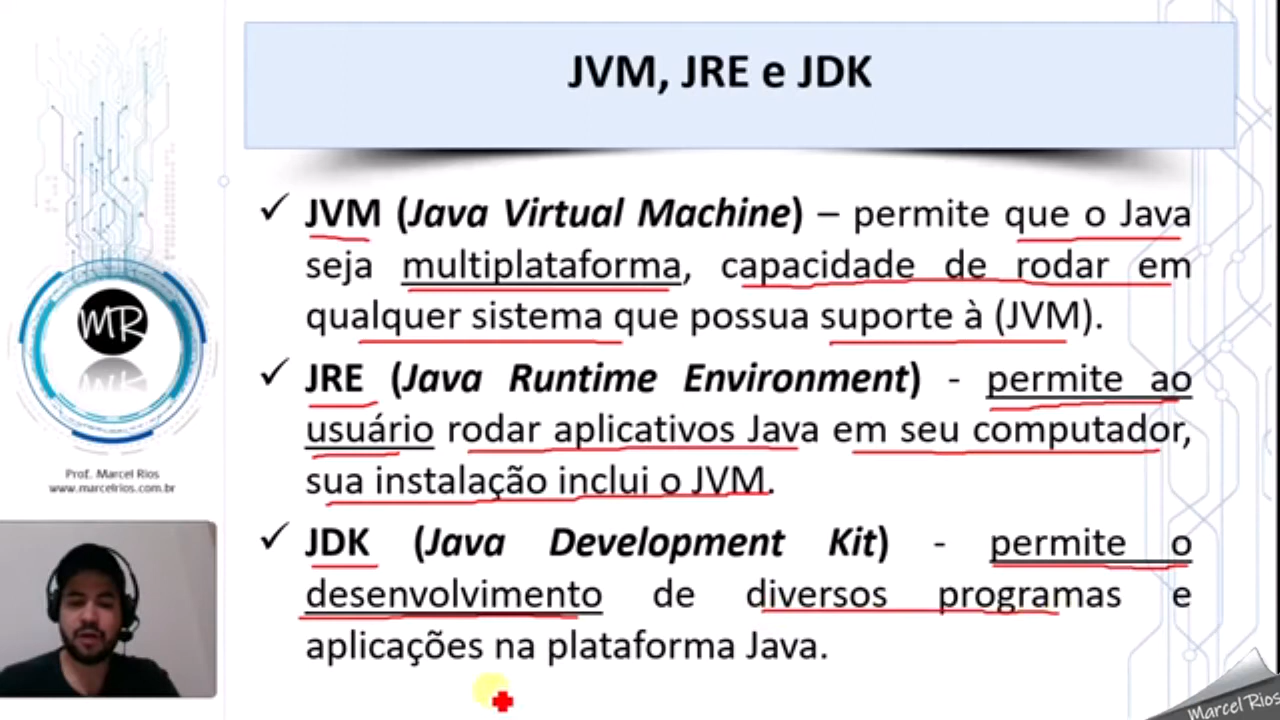 JVM, JRE e JDK
✓ JVM (Java Virtual Machine) – permite que o Java
seja multiplataforma, capacidade de rodar em
qualquer sistema que possua suporte à (JVM).
✓ JRE (Java Runtime Environment) - permite ao
usuário rodar aplicativos Java em seu computador,
sua instalação inclui o JVM.
✓ JDK (Java Development Kit) - permite o
desenvolvimento de diversos programas e
aplicações na plataforma Java.
MR
Prof. Marcel Rios
www.marcelrios.com.br
Marcel Rios